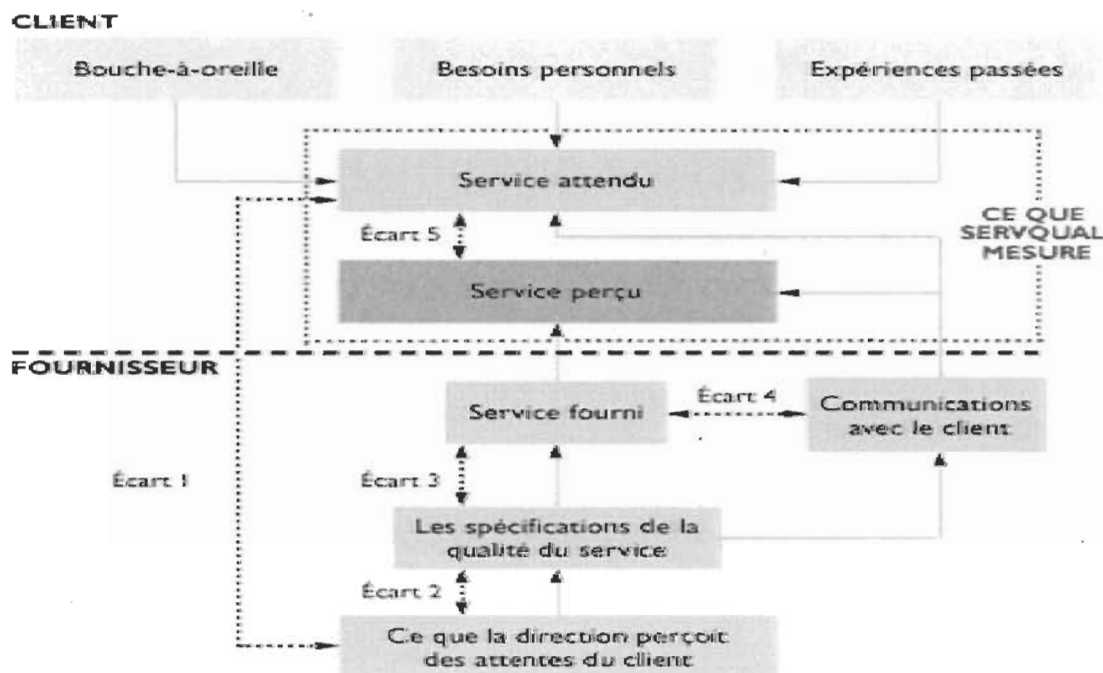 CLIENT
Bouche-à-oreille
Besoins personnels
Expériences passées
Service attendu
CE QUE
SERVQUAL
MESURE
Écart 5
Service perçu
FOURNISSEUR
Service fourni
Écart 4
Communications
avec le client
Écart 1
Écart 3
Les spécifications de la
qualité du service
Écart 2
Ce que la direction perçoit
des attentes du client